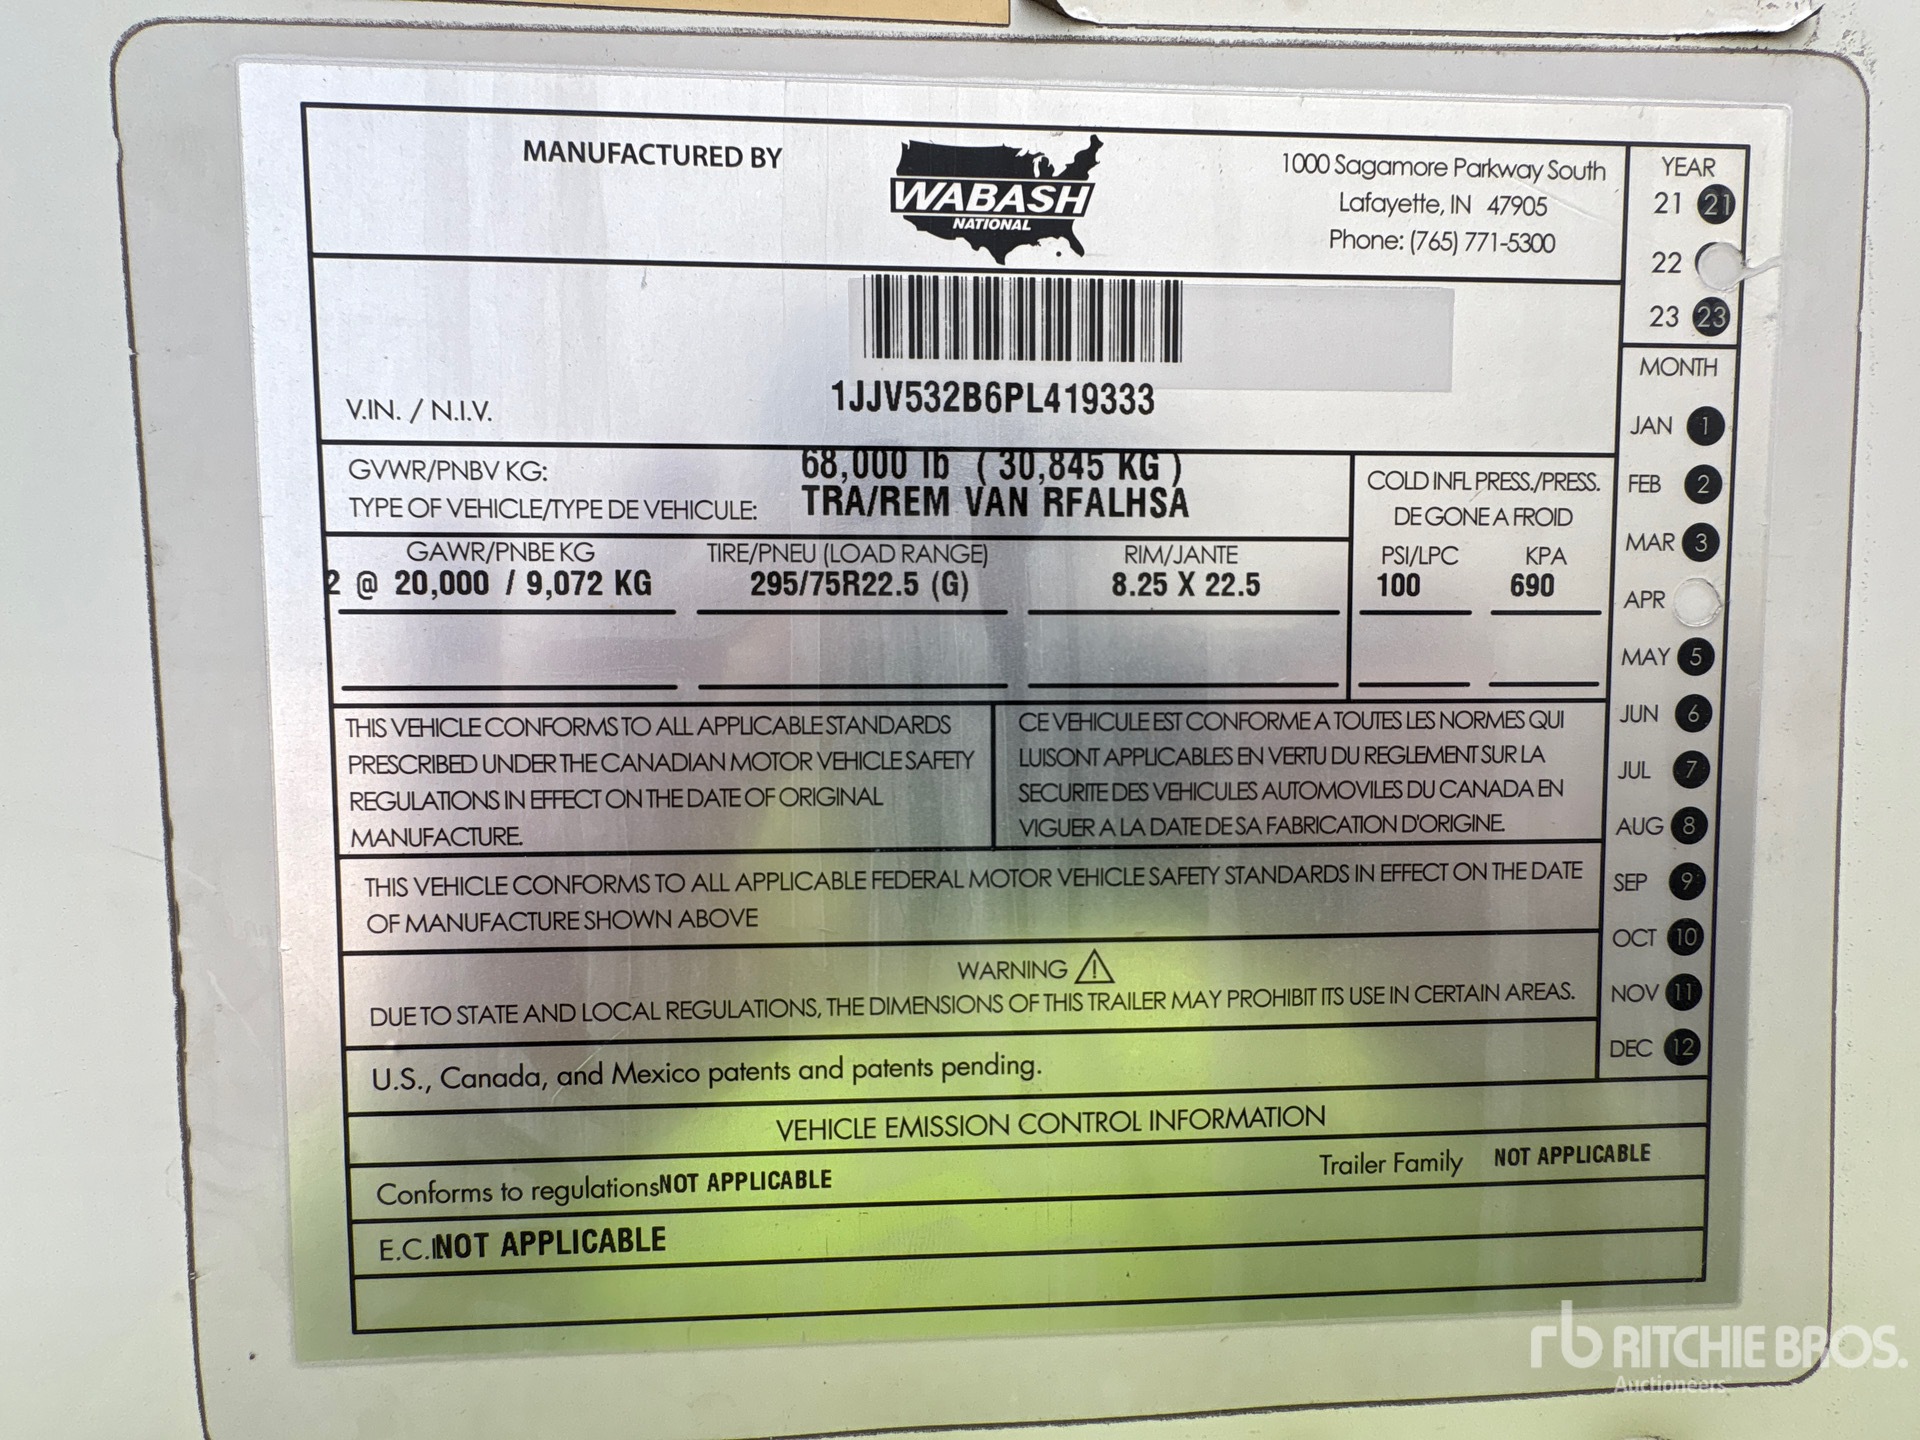 MANUFACTURED BY
WABASH
NATIONAL
1000 Sagamore Parkway South
Lafayette, IN 47905
Phone: (765) 771-5300
YEAR
21 21
22
23 23
V.IN. / N.I.V.
1JJV532B6PL419333
GVWR/PNBV KG: 68,000 lb ( 30,845 KG )
TYPE OF VEHICLE/TYPE DE VEHICULE: TRA/REM VAN RFALHSA
COLD INFL PRESS./PRESS.
DE GONE A FROID
GAWR/PNBE KG TIRE/PNEU (LOAD RANGE) RIM/JANTE PSI/LPC KPA
2 @ 20,000 / 9,072 KG 295/75R22.5 (G) 8.25 X 22.5 100 690
MONTH
JAN 1
FEB 2
MAR 3
APR
MAY 5
JUN 6
JUL 7
AUG 8
SEP 9
OCT 10
NOV 11
DEC 12
THIS VEHICLE CONFORMS TO ALL APPLICABLE STANDARDS
PRESCRIBED UNDER THE CANADIAN MOTOR VEHICLE SAFETY
REGULATIONS IN EFFECT ON THE DATE OF ORIGINAL
MANUFACTURE.
CE VEHICULE EST CONFORME A TOUTES LES NORMES QUI
LUISONT APPLICABLES EN VERTU DU REGLEMENT SUR LA
SECURITE DES VEHICULES AUTOMOVILES DU CANADA EN
VIGUER A LA DATE DE SA FABRICATION D'ORIGINE.
THIS VEHICLE CONFORMS TO ALL APPLICABLE FEDERAL MOTOR VEHICLE SAFETY STANDARDS IN EFFECT ON THE DATE
OF MANUFACTURE SHOWN ABOVE
WARNING
DUE TO STATE AND LOCAL REGULATIONS, THE DIMENSIONS OF THIS TRAILER MAY PROHIBIT ITS USE IN CERTAIN AREAS.
U.S., Canada, and Mexico patents and patents pending.
VEHICLE EMISSION CONTROL INFORMATION
Conforms to regulations NOT APPLICABLE Trailer Family NOT APPLICABLE
E.C.I NOT APPLICABLE
rb RITCHIE BROS.
Auctioneers